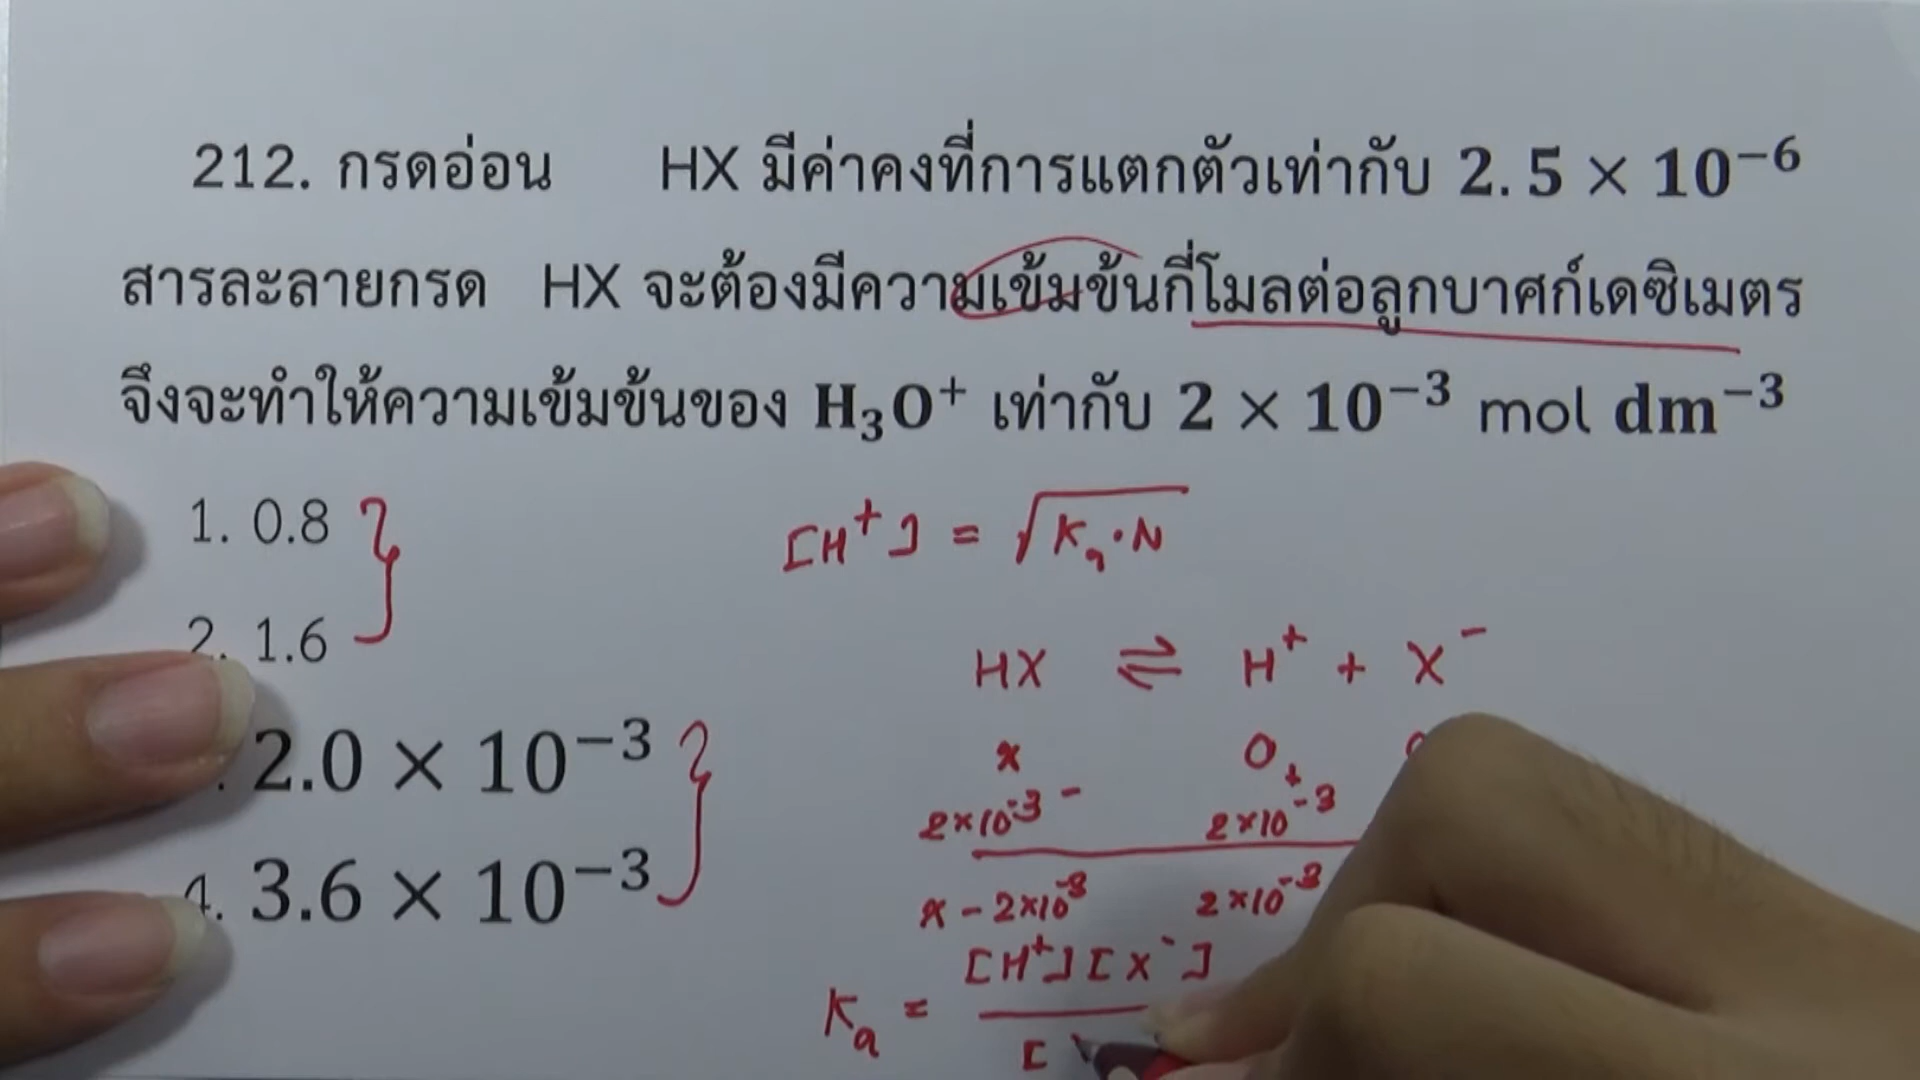 212. กรดอ่อน HX มีค่าคงที่การแตกตัวเท่ากับ 2.5 × 10⁻⁶
สารละลายกรด HX จะต้องมีความเข้มข้นกี่โมลต่อลูกบาศก์เดซิเมตร
จึงจะทำให้ความเข้มข้นของ H₃O⁺ เท่ากับ 2 × 10⁻³ mol dm⁻³
1. 0.8
2. 1.6
. 2.0 × 10⁻³
4. 3.6 × 10⁻³
[H⁺] = √Kₐ·N
HX ⇌ H⁺ + X⁻
x 0
2×10⁻³ - + 2×10⁻³
x - 2×10⁻³ 2×10⁻³
Kₐ = [H⁺][X⁻]
[